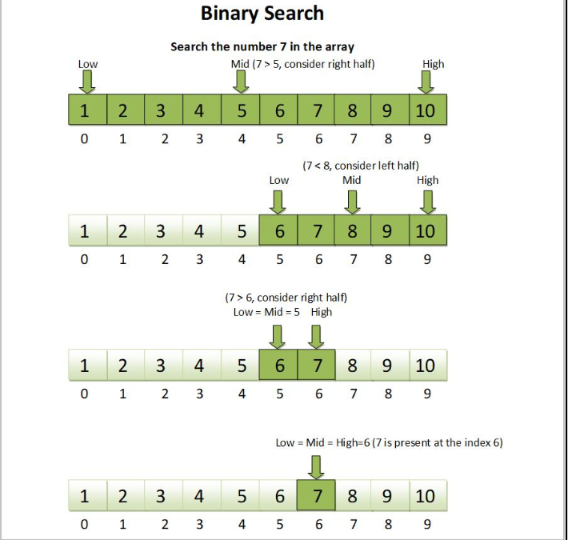 Binary Search
Search the number 7 in the array
Low Mid (7 > 5, consider right half) High
1 2 3 4 5 6 7 8 9 10
0 1 2 3 4 5 6 7 8 9
(7 < 8, consider left half)
Low Mid High
1 2 3 4 5 6 7 8 9 10
0 1 2 3 4 5 6 7 8 9
(7 > 6, consider right half)
Low = Mid = 5 High
1 2 3 4 5 6 7 8 9 10
0 1 2 3 4 5 6 7 8 9
Low = Mid = High=6 (7 is present at the index 6)
1 2 3 4 5 6 7 8 9 10
0 1 2 3 4 5 6 7 8 9